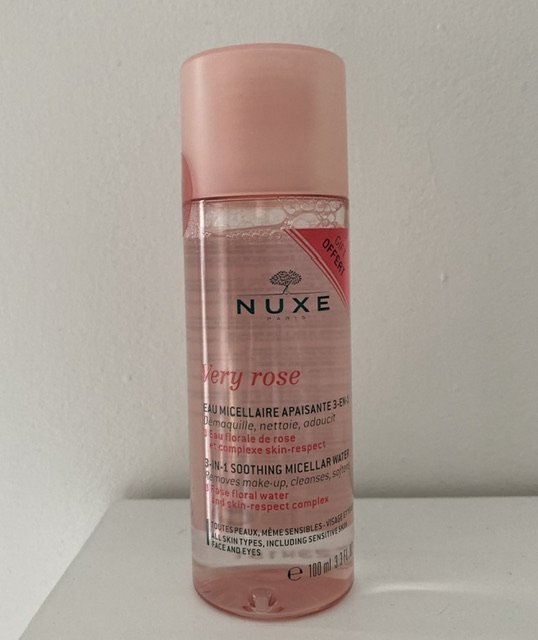 OFFERT
NUXE
PARIS
Very rose
EAU MICELLAIRE APAISANTE 3-EN-1
Démaquille, nettoie, adoucit
Eau florale de rose
et complexe skin-respect
3-IN-1 SOOTHING MICELLAR WATER
Removes make-up, cleanses, softens
Rose floral water
and skin-respect complex
TOUTES PEAUX, MÊME SENSIBLES - VISAGE ET
ALL SKIN TYPES, INCLUDING SENSITIVE SKIN
FACE AND EYES
e 100 ml 3.3 FL.